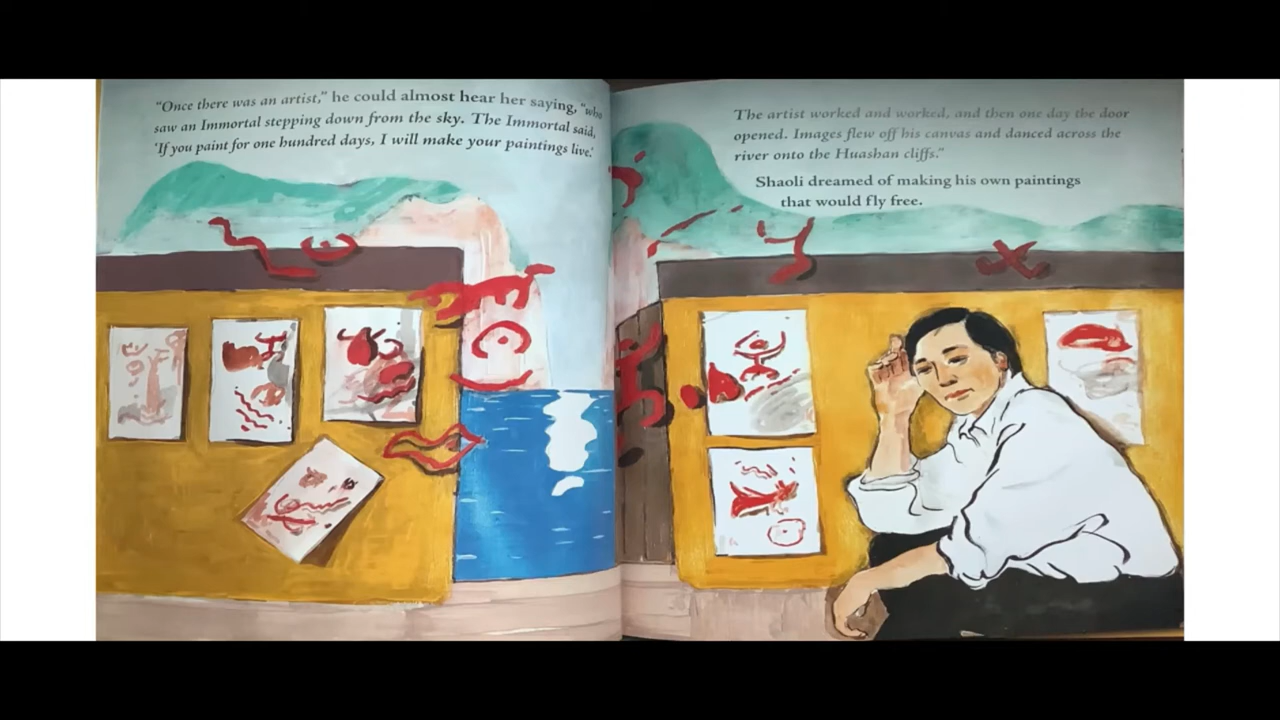 “Once there was an artist,” he could almost hear her saying, “who
saw an Immortal stepping down from the sky. The Immortal said,
‘If you paint for one hundred days, I will make your paintings live.’
The artist worked and worked, and then one day the door
opened. Images flew off his canvas and danced across the
river onto the Huashan cliffs.”
Shaoli dreamed of making his own paintings
that would fly free.